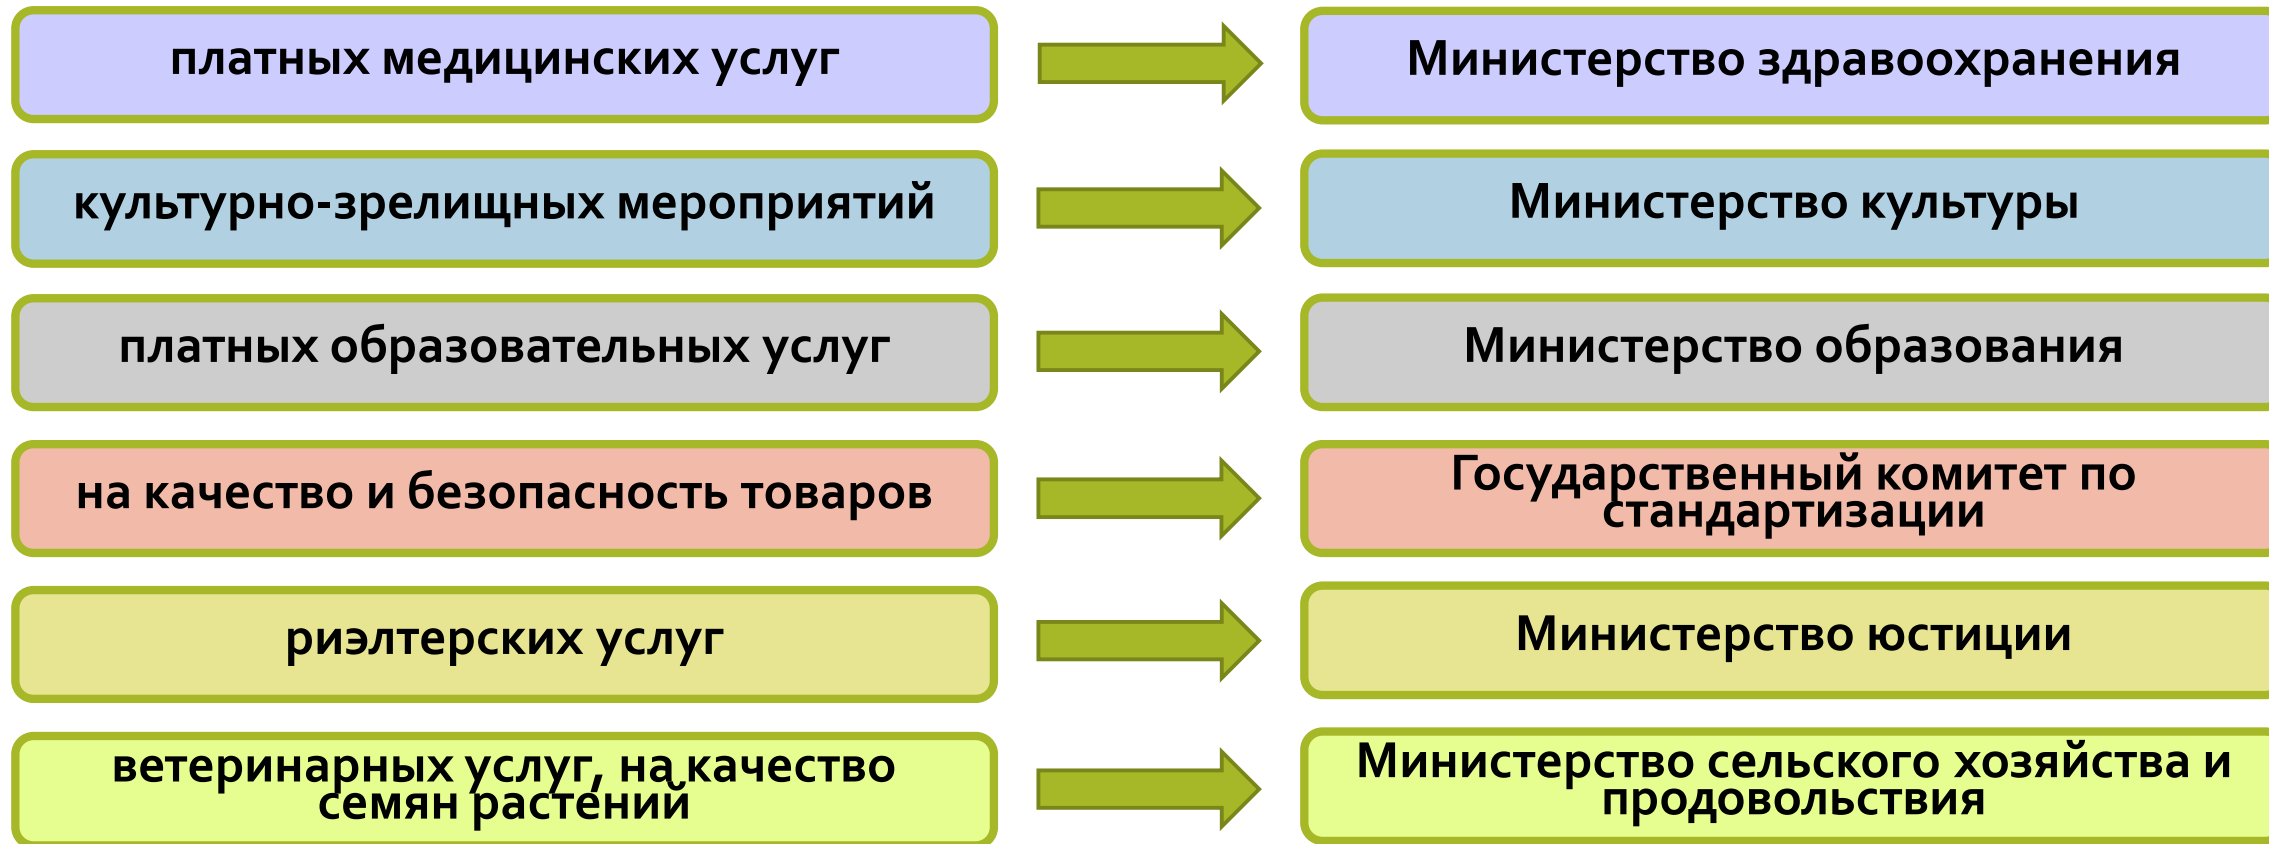 платных медицинских услуг
Министерство здравоохранения
культурно-зрелищных мероприятий
Министерство культуры
платных образовательных услуг
Министерство образования
на качество и безопасность товаров
Государственный комитет по
стандартизации
риэлтерских услуг
Министерство юстиции
ветеринарных услуг, на качество
семян растений
Министерство сельского хозяйства и
продовольствия